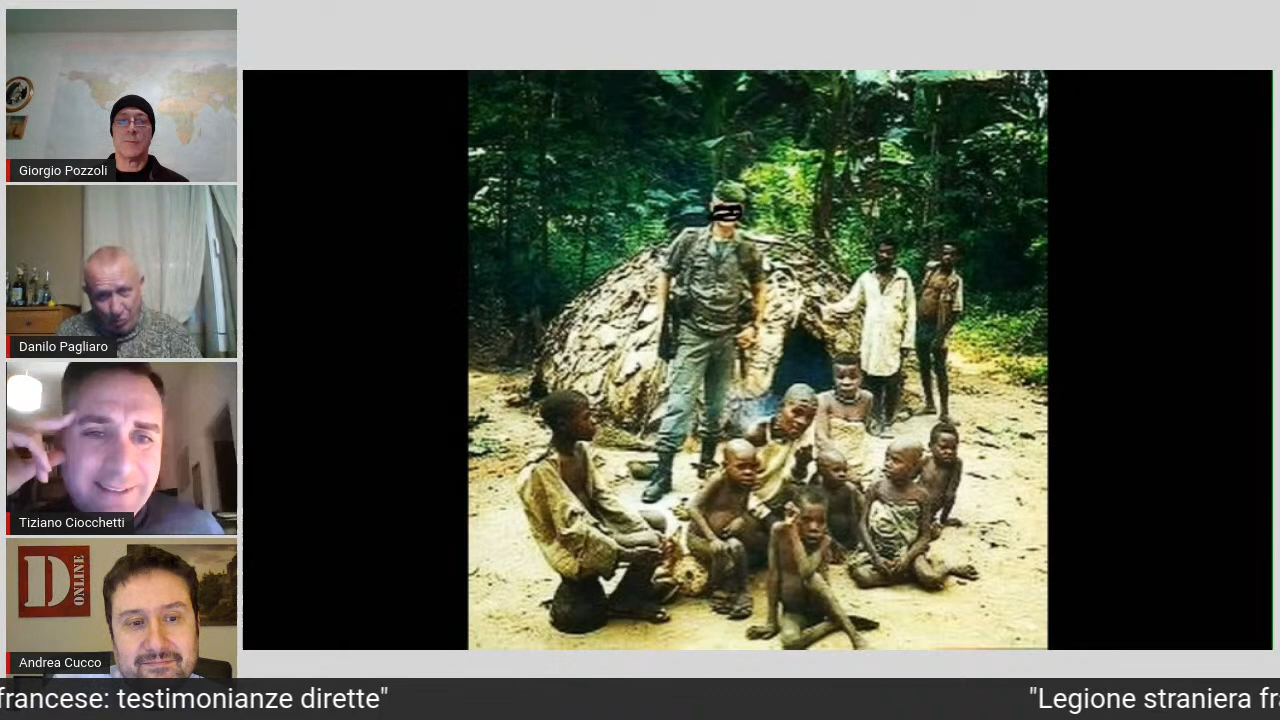 Giorgio Pozzoli
Danilo Pagliaro
Tiziano Ciocchetti
D
ONLINE
Andrea Cucco
francese: testimonianze dirette"
"Legione straniera fr